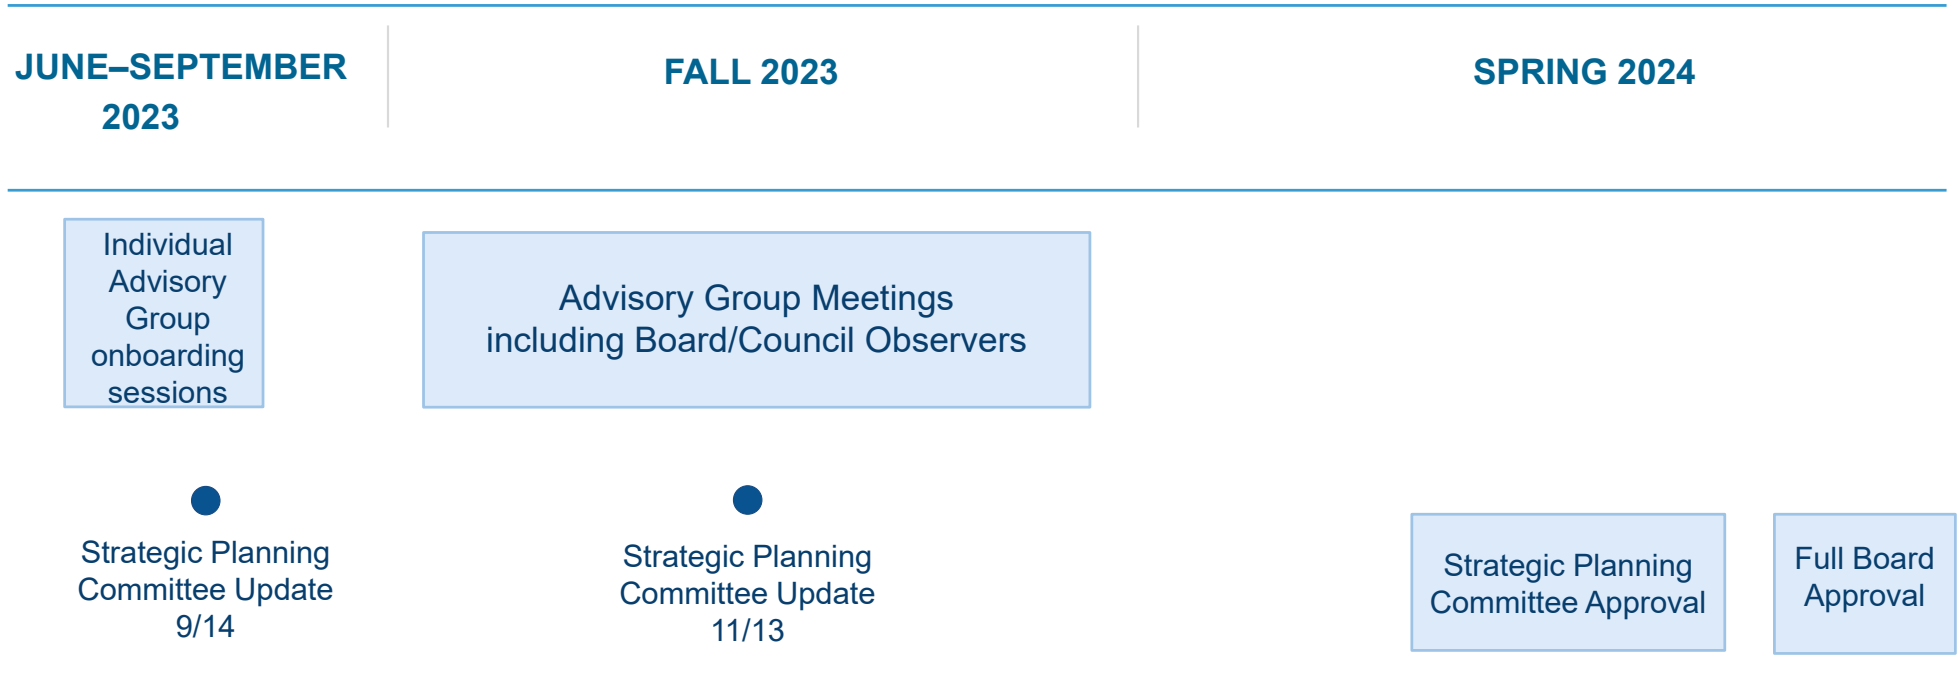 JUNE–SEPTEMBER
2023
FALL 2023
SPRING 2024
Individual
Advisory
Group
onboarding
sessions
Advisory Group Meetings
including Board/Council Observers
Strategic Planning
Committee Update
9/14
Strategic Planning
Committee Update
11/13
Strategic Planning
Committee Approval
Full Board
Approval